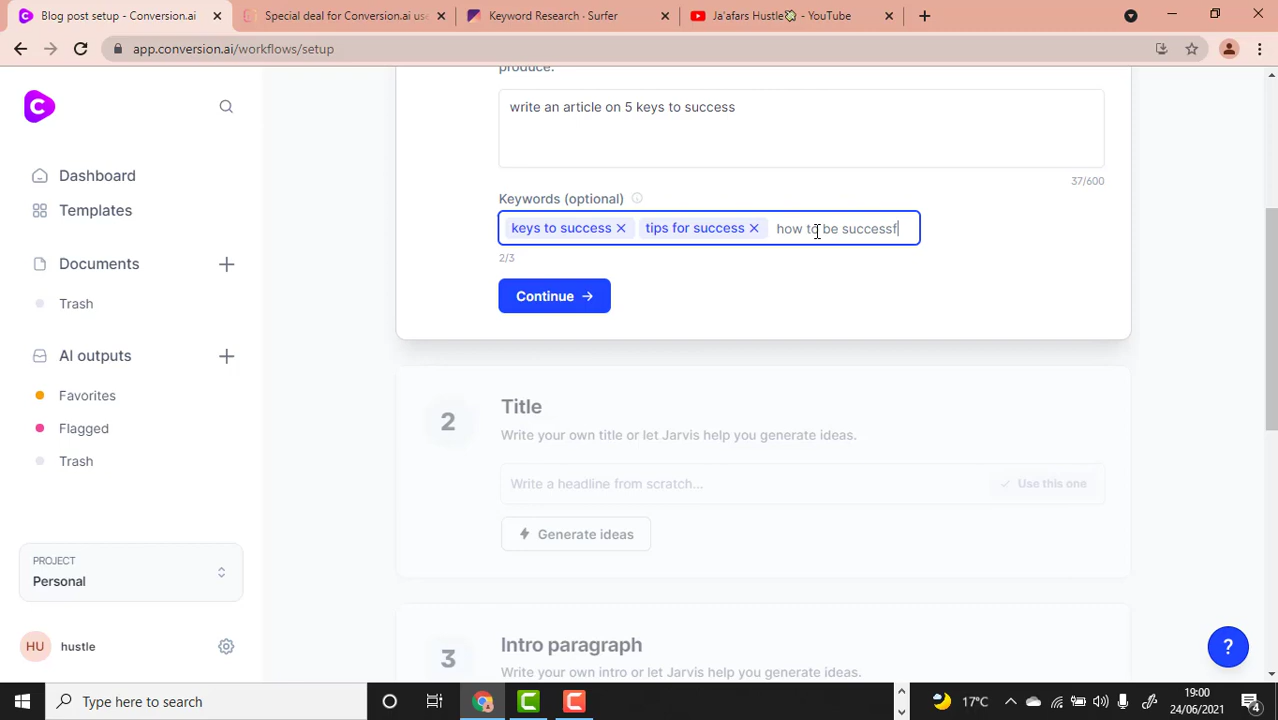 Blog post setup - Conversion.ai
Special deal for Conversion.ai use
Keyword Research - Surfer
Ja'afars Hustle - YouTube
app.conversion.ai/workflows/setup
produce.
write an article on 5 keys to success
37/600
Keywords (optional)
keys to success
tips for success
how to be successf
2/3
Continue
Dashboard
Templates
Documents
Trash
AI outputs
Favorites
Flagged
Trash
PROJECT
Personal
HU
hustle
2
Title
Write your own title or let Jarvis help you generate ideas.
Write a headline from scratch...
Use this one
Generate ideas
3
Intro paragraph
Write your own intro or let Jarvis help you generate ideas.
?
Type here to search
17°C
19:00
24/06/2021
4